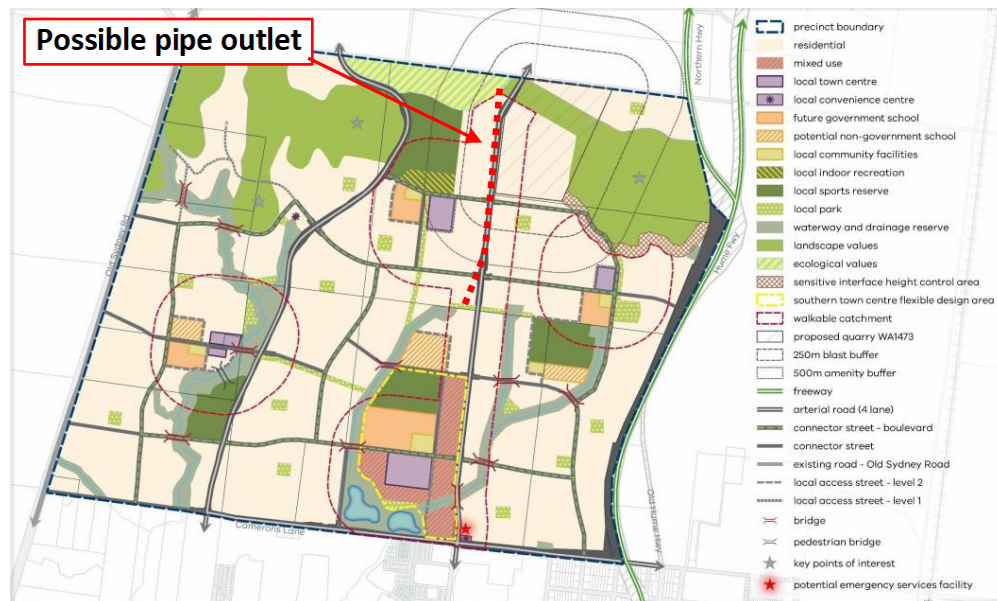 Possible pipe outlet
Northern Hwy
Hume Fwy
Old Sydney Rd
Old Hume Hwy
Camerons Lane
precinct boundary
residential
mixed use
local town centre
local convenience centre
future government school
potential non-government school
local community facilities
local indoor recreation
local sports reserve
local park
waterway and drainage reserve
landscape values
ecological values
sensitive interface height control area
southern town centre flexible design area
walkable catchment
proposed quarry WA1473
250m blast buffer
500m amenity buffer
freeway
arterial road (4 lane)
connector street - boulevard
connector street
existing road - Old Sydney Road
local access street - level 2
local access street - level 1
bridge
pedestrian bridge
key points of interest
potential emergency services facility